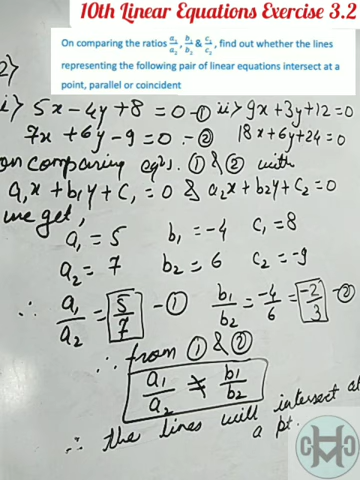 10th Linear Equations Exercise 3.2
On comparing the ratios a₁/a₂, b₁/b₂ & c₁/c₂, find out whether the lines
representing the following pair of linear equations intersect at a
point, parallel or coincident
2)
i) 5x - 4y + 8 = 0 - ① ii) 9x + 3y + 12 = 0
7x + 6y - 9 = 0 - ② 18x + 6y + 24 = 0
on comparing eqⁿs. ① & ② with
a₁x + b₁y + c₁ = 0 & a₂x + b₂y + c₂ = 0
we get,
a₁ = 5 b₁ = -4 c₁ = 8
a₂ = 7 b₂ = 6 c₂ = -9
∴ a₁/a₂ = 5/7 - ① b₁/b₂ = -4/6 = -2/3 - ②
∴ from ① & ②
a₁/a₂ ≠ b₁/b₂
∴ the lines will intersect at
a pt.